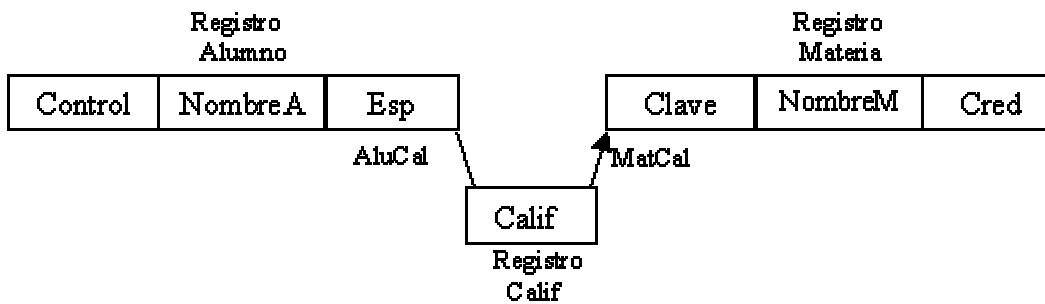 Registro
Alumno
Registro
Materia
Control NombreA Esp
Clave NombreM Cred
AluCal
MatCal
Calif
Registro
Calif